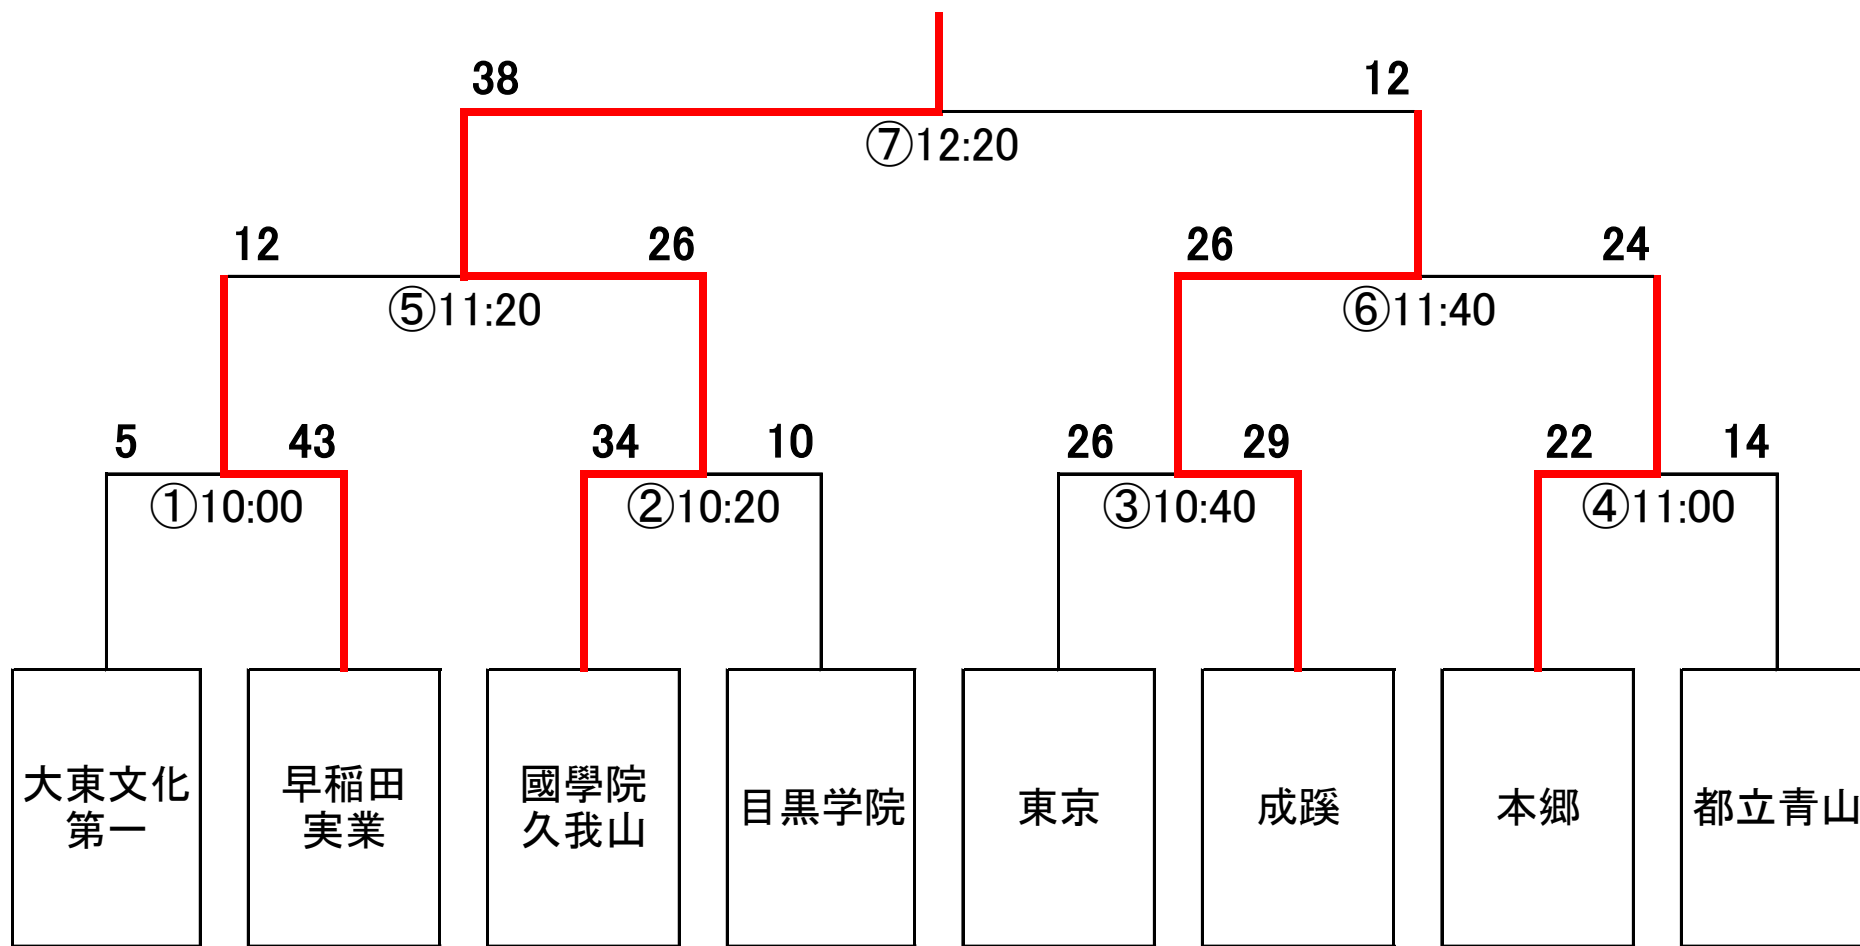 38
12
⑦12:20
12
26
26
24
⑤11:20
⑥11:40
5
43
34
10
26
29
22
14
①10:00
②10:20
③10:40
④11:00
大東文化
第一
早稲田
実業
國學院
久我山
目黒学院
東京
成蹊
本郷
都立青山